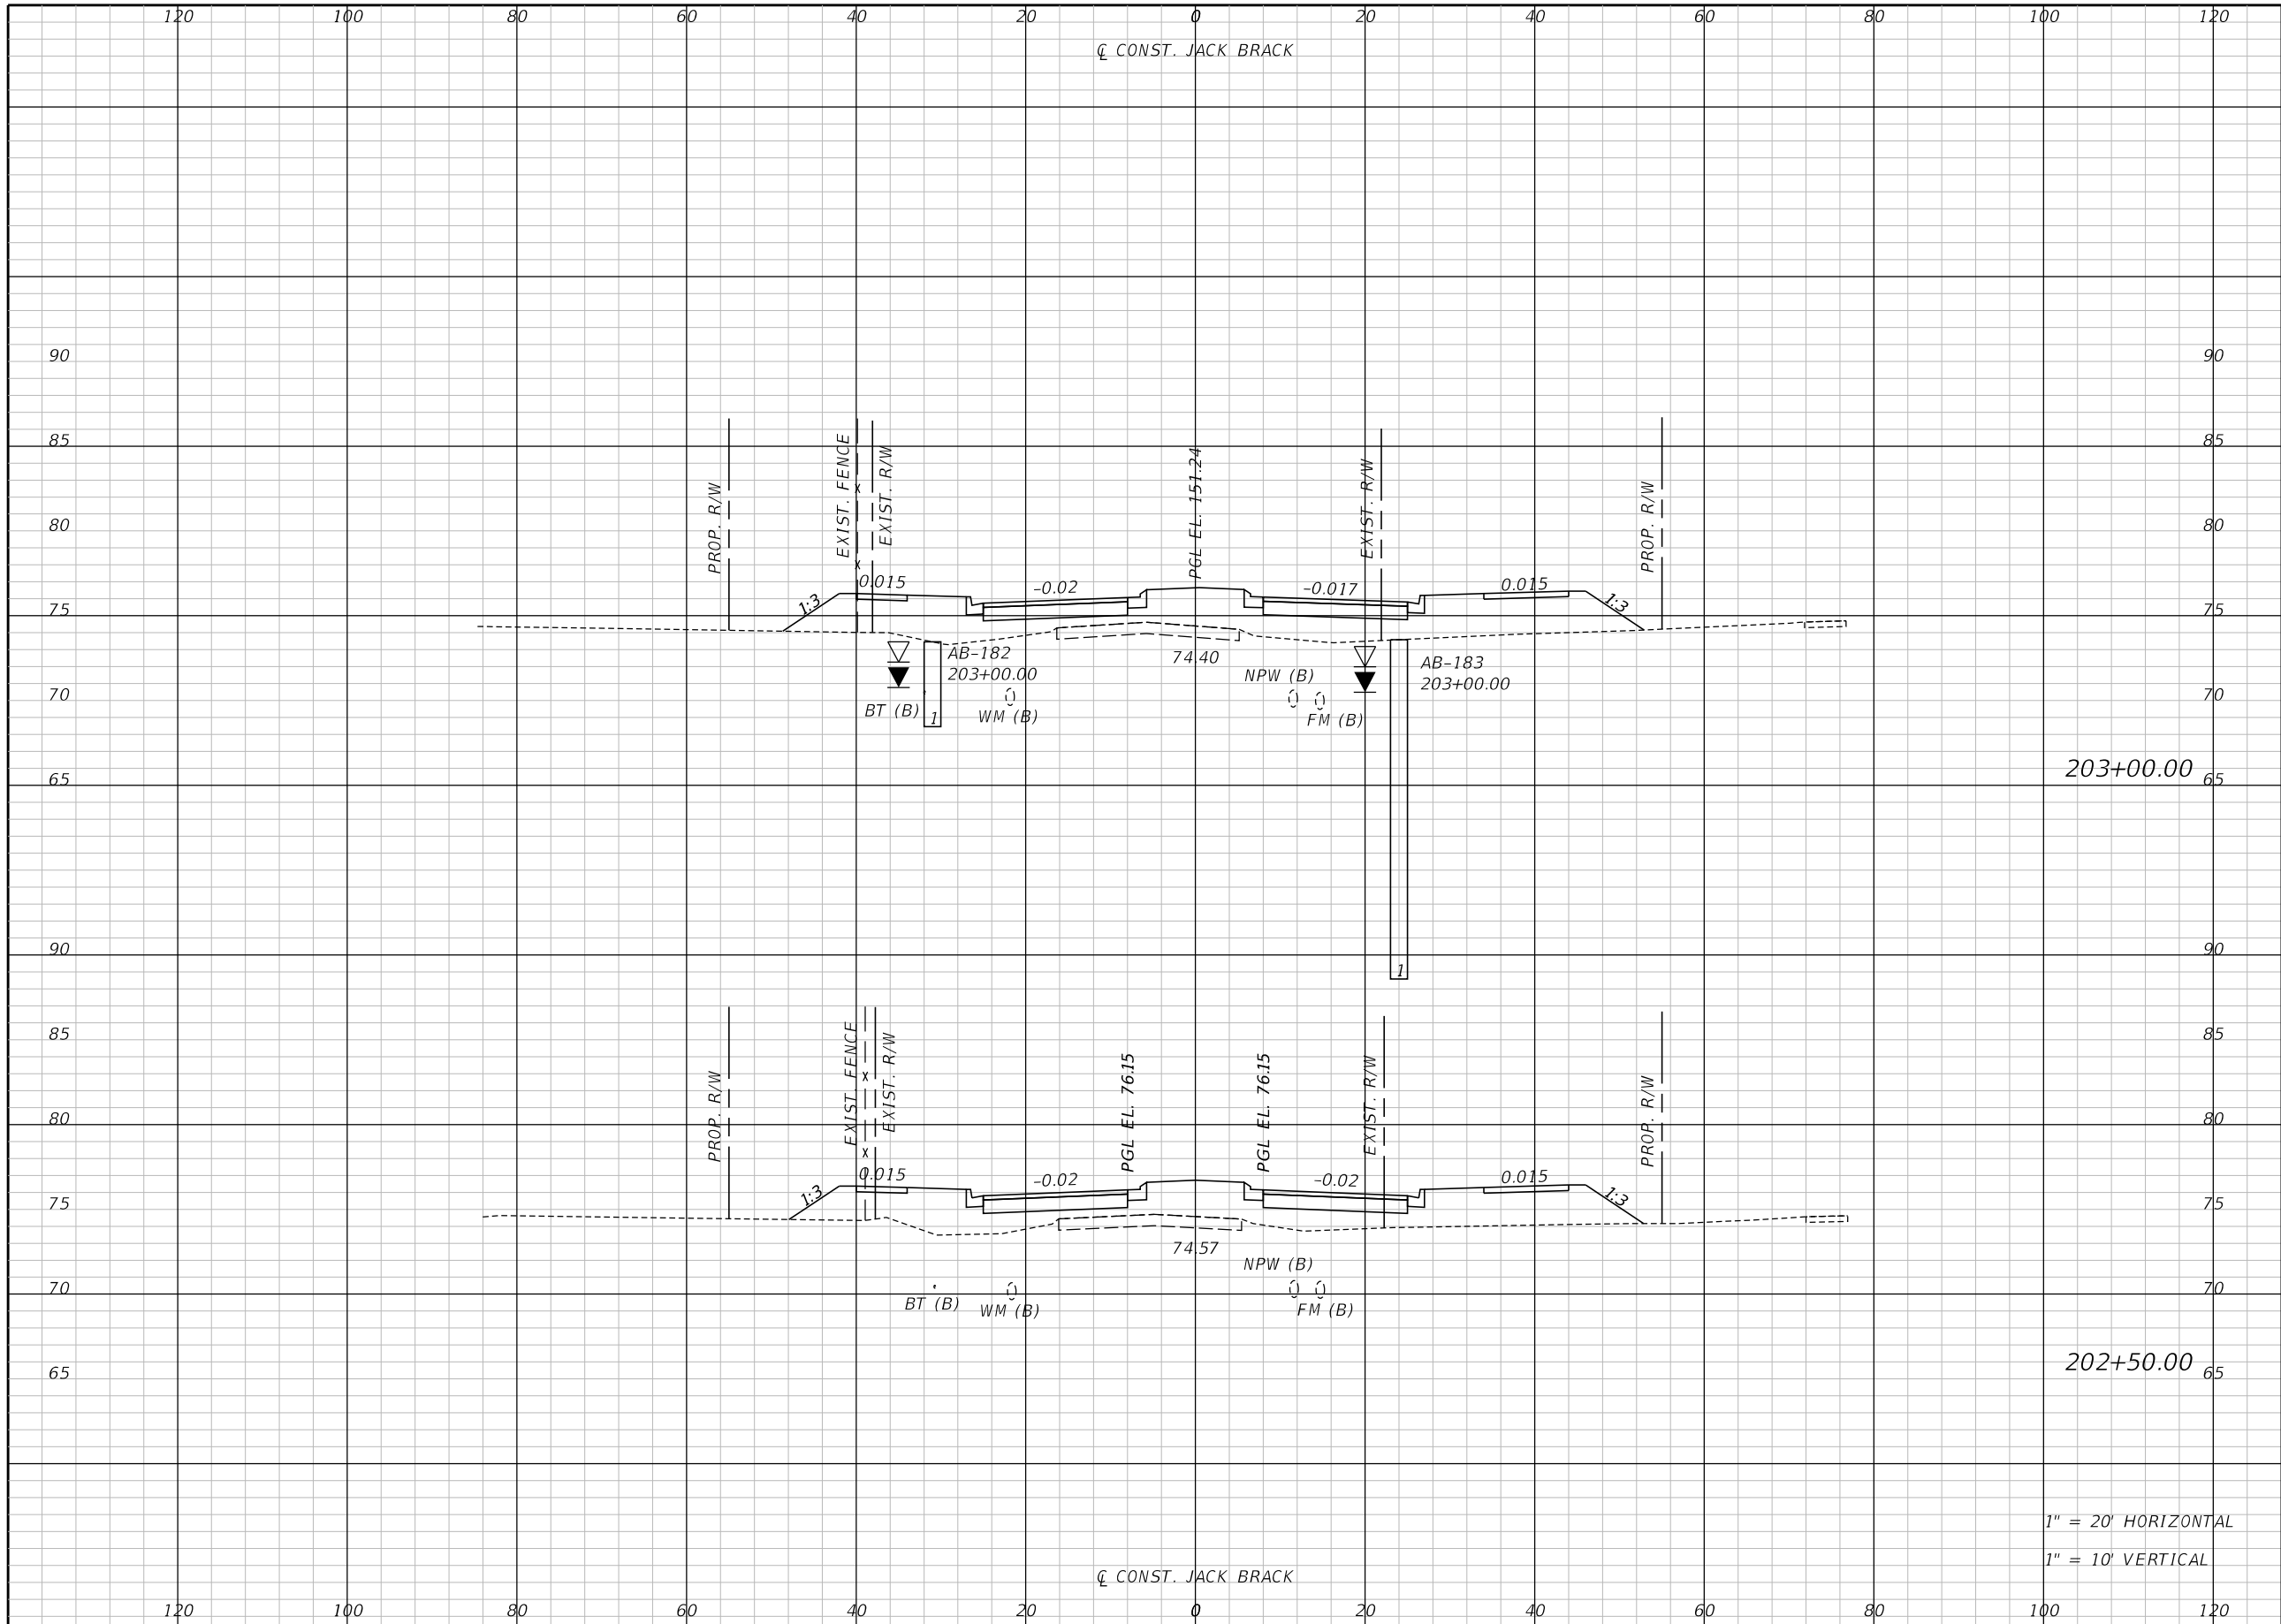 120 100 80 60 40 20 0 20 40 60 80 100 120
℄ CONST. JACK BRACK
90 90
85 85
80 80
75 75
70 70
65 65
PROP. R/W
EXIST. FENCE
X
X
EXIST. R/W
PGL EL. 151.24
EXIST. R/W
PROP. R/W
1:3
0.015
-0.02
-0.017
0.015
1:3
74.40
AB-182
203+00.00
BT (B)
1
WM (B)
NPW (B)
FM (B)
AB-183
203+00.00
1
203+00.00
90 90
85 85
80 80
75 75
70 70
65 65
PROP. R/W
EXIST. FENCE
X
X
EXIST. R/W
PGL EL. 76.15
PGL EL. 76.15
EXIST. R/W
PROP. R/W
1:3
0.015
-0.02
-0.02
0.015
1:3
74.57
BT (B)
WM (B)
NPW (B)
FM (B)
202+50.00
1" = 20' HORIZONTAL
1" = 10' VERTICAL
℄ CONST. JACK BRACK
120 100 80 60 40 20 0 20 40 60 80 100 120